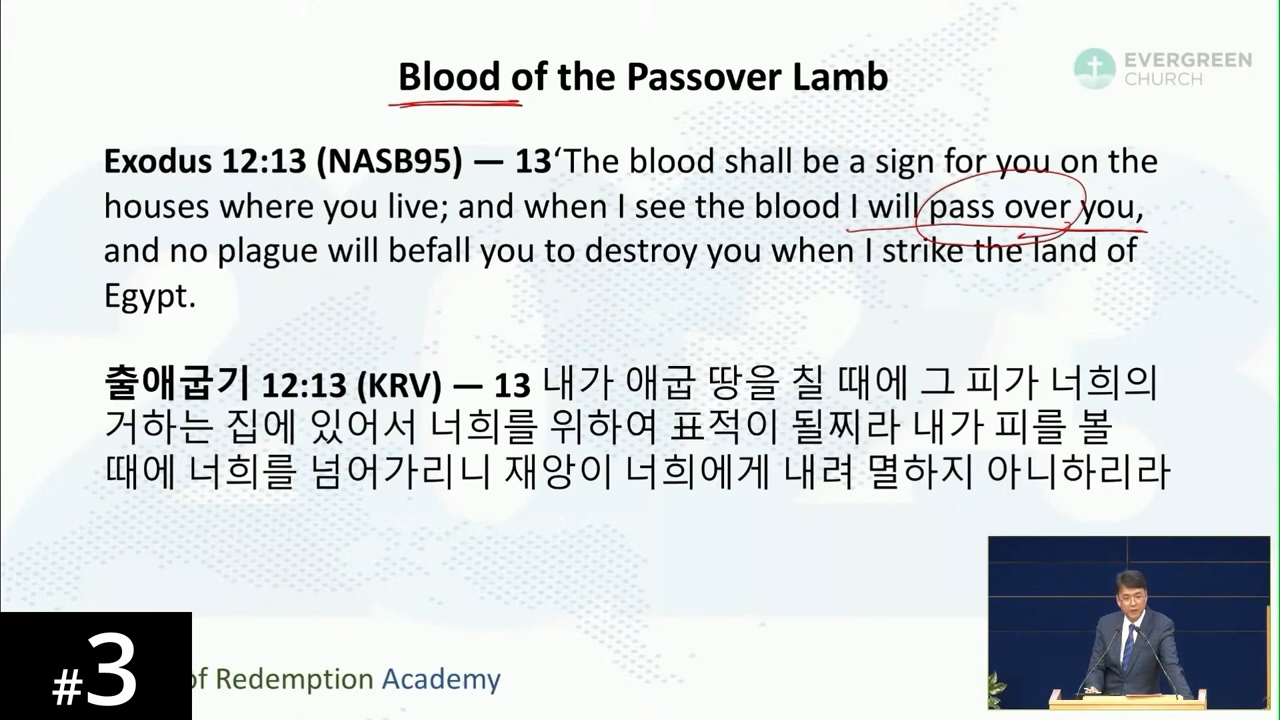 Blood of the Passover Lamb
EVERGREEN
CHURCH
Exodus 12:13 (NASB95) — 13‘The blood shall be a sign for you on the
houses where you live; and when I see the blood I will pass over you,
and no plague will befall you to destroy you when I strike the land of
Egypt.
출애굽기 12:13 (KRV) — 13 내가 애굽 땅을 칠 때에 그 피가 너희의
거하는 집에 있어서 너희를 위하여 표적이 될찌라 내가 피를 볼
때에 너희를 넘어가리니 재앙이 너희에게 내려 멸하지 아니하리라
#3
of Redemption Academy